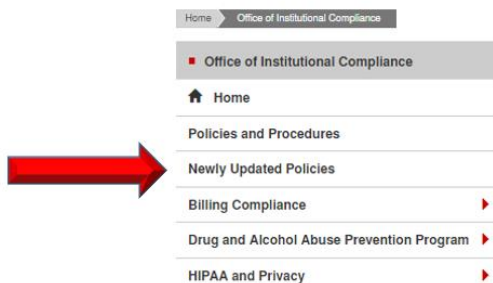 Home Office of Institutional Compliance
Office of Institutional Compliance
Home
Policies and Procedures
Newly Updated Policies
Billing Compliance
Drug and Alcohol Abuse Prevention Program
HIPAA and Privacy